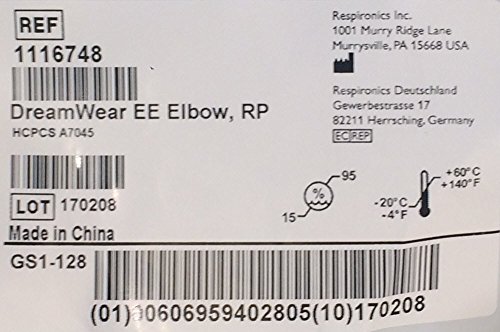 REF
1116748
DreamWear EE Elbow, RP
HCPCS A7045
LOT 170208
Made in China
GS1-128
(01)00606959402805(10)170208
Respironics Inc.
1001 Murry Ridge Lane
Murrysville, PA 15668 USA
Respironics Deutschland
Gewerbestrasse 17
82211 Herrsching, Germany
EC REP
95
%
15
+60°C
+140°F
-20°C
-4°F